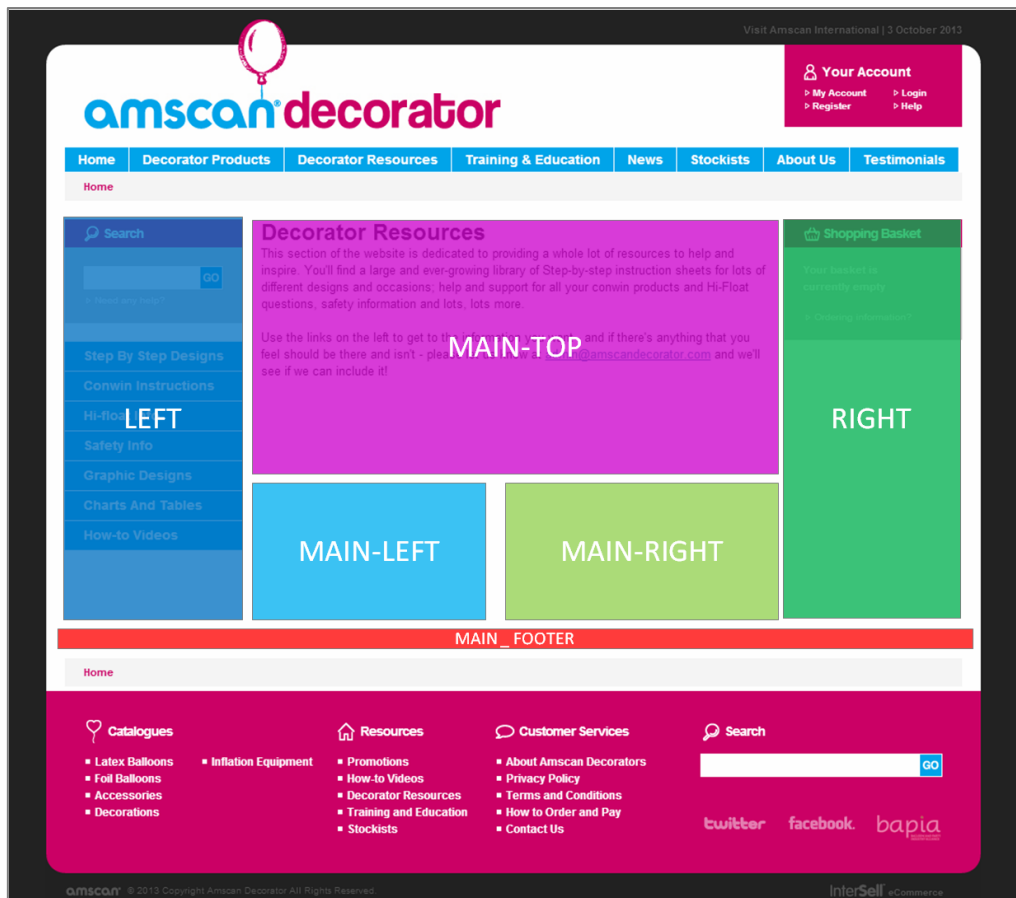 Visit Amscan International | 3 October 2013
Your Account
My Account
Login
Register
Help
amscan decorator
Home
Decorator Products
Decorator Resources
Training & Education
News
Stockists
About Us
Testimonials
Home
Search
GO
Need any help?
Step By Step Designs
Conwin Instructions
Hi-float
LEFT
Safety Info
Graphic Designs
Charts And Tables
How-to Videos
Decorator Resources
This section of the website is dedicated to providing a whole lot of resources to help and
inspire. You'll find a large and ever-growing library of Step-by-step instruction sheets for lots of
different designs and occasions; help and support for all your conwin products and Hi-Float
questions, safety information and lots, lots more.
Use the links on the left to get to the information you want - and if there's anything that you
MAIN-TOP
feel should be there and isn't - please @amscandecorator.com and we'll
see if we can include it!
Shopping Basket
Your basket is
currently empty
Ordering Information?
RIGHT
MAIN-LEFT
MAIN-RIGHT
MAIN_ FOOTER
Home
Catalogues
Latex Balloons
Foil Balloons
Accessories
Decorations
Inflation Equipment
Resources
Promotions
How-to Videos
Decorator Resources
Training and Education
Stockists
Customer Services
About Amscan Decorators
Privacy Policy
Terms and Conditions
How to Order and Pay
Contact Us
Search
GO
twitter
facebook.
bapia
amscan © 2013 Copyright Amscan Decorator All Rights Reserved.
InterSell eCommerce